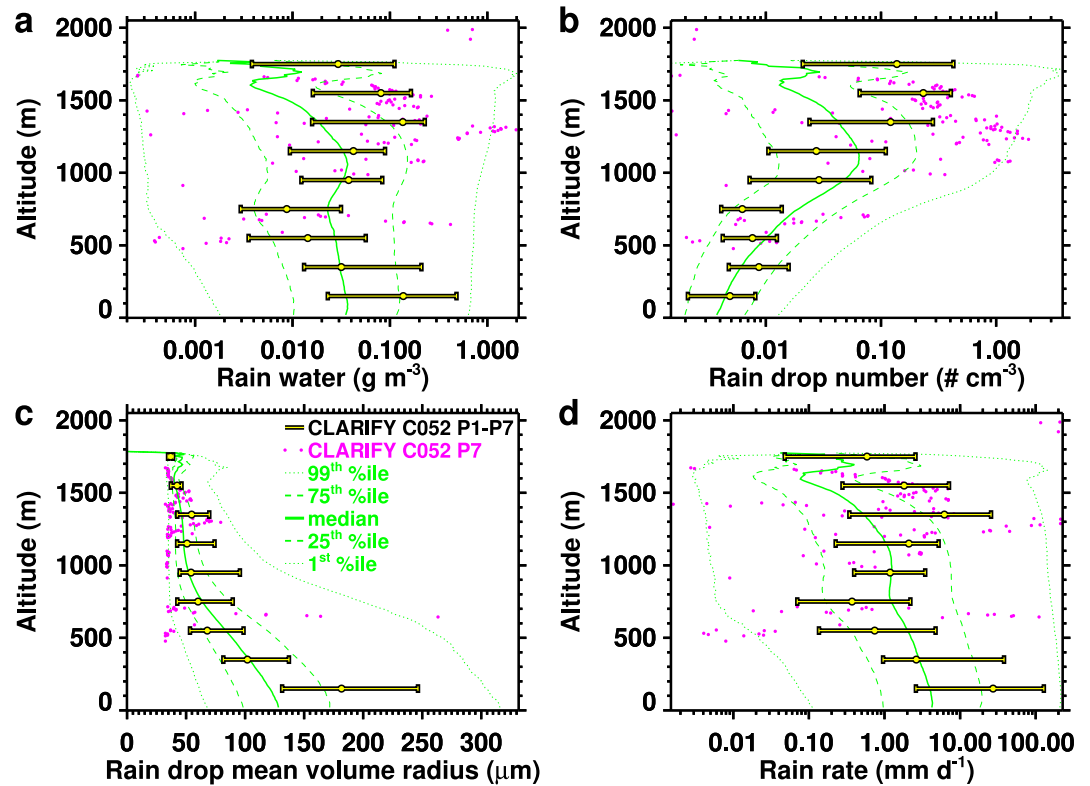 a
2000
1500
1000
500
0
Altitude (m)
0.001 0.010 0.100 1.000
Rain water (g m⁻³)
b
2000
1500
1000
500
0
Altitude (m)
0.01 0.10 1.00
Rain drop number (# cm⁻³)
c
2000
1500
1000
500
0
Altitude (m)
CLARIFY C052 P1-P7
CLARIFY C052 P7
99th %ile
75th %ile
median
25th %ile
1st %ile
0 50 100 150 200 250 300
Rain drop mean volume radius (μm)
d
2000
1500
1000
500
0
Altitude (m)
0.01 0.10 1.00 10.00 100.00
Rain rate (mm d⁻¹)